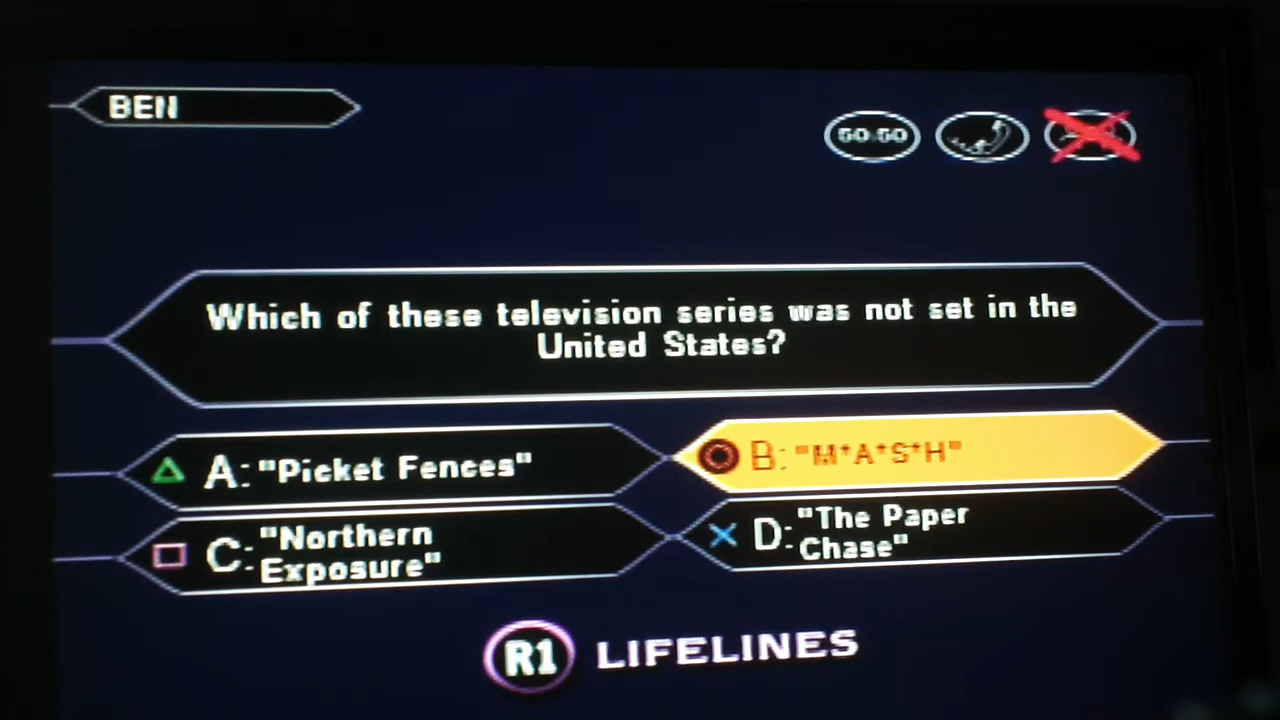 BEN
50:50
Which of these television series was not set in the
United States?
A: "Picket Fences"
B: "M*A*S*H"
C: "Northern
Exposure"
D: "The Paper
Chase"
R1 LIFELINES